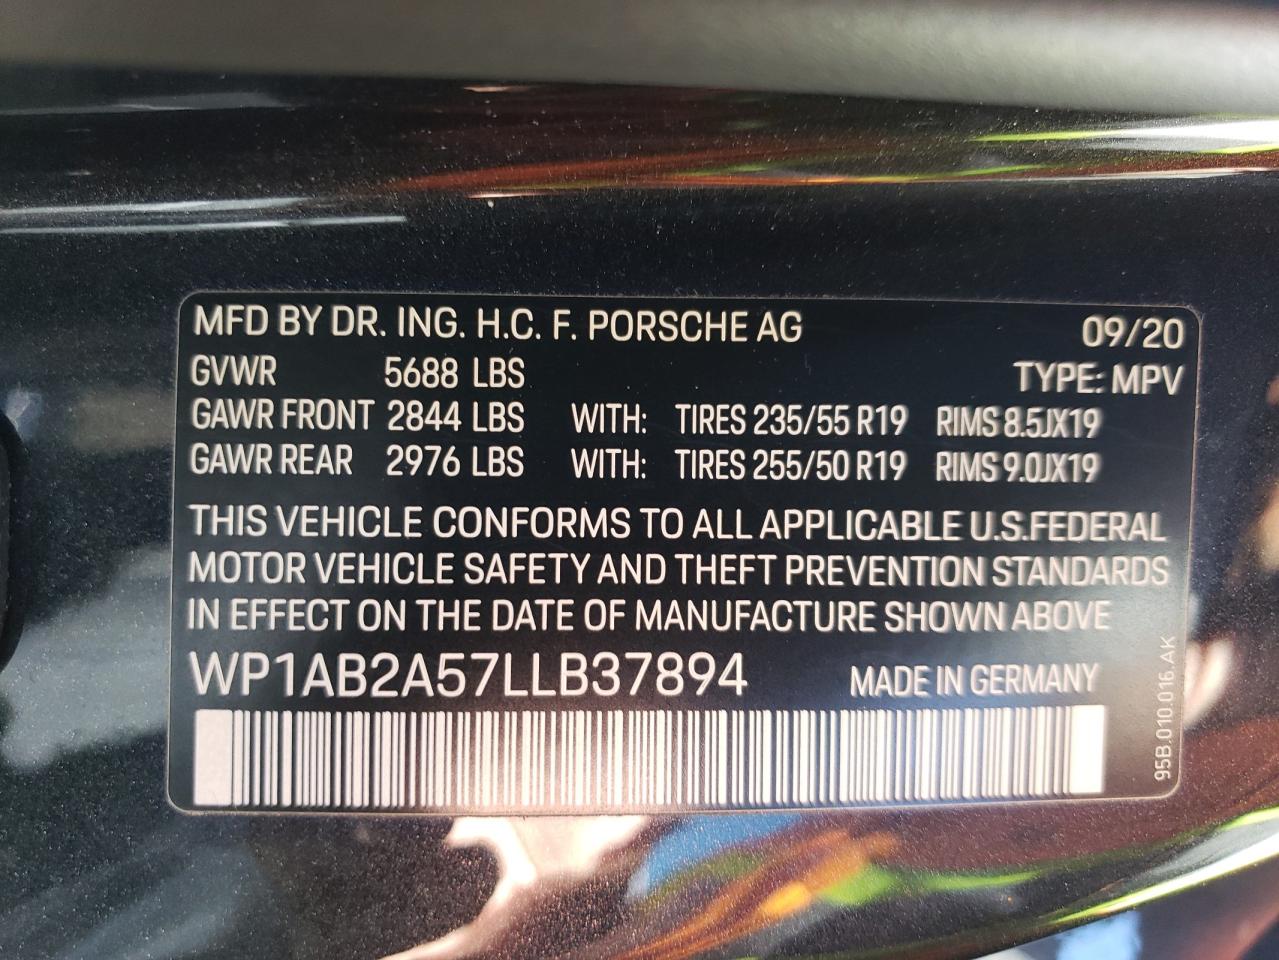 MFD BY DR. ING. H.C. F. PORSCHE AG 09/20
GVWR 5688 LBS TYPE: MPV
GAWR FRONT 2844 LBS WITH: TIRES 235/55 R19 RIMS 8.5JX19
GAWR REAR 2976 LBS WITH: TIRES 255/50 R19 RIMS 9.0JX19
THIS VEHICLE CONFORMS TO ALL APPLICABLE U.S.FEDERAL
MOTOR VEHICLE SAFETY AND THEFT PREVENTION STANDARDS
IN EFFECT ON THE DATE OF MANUFACTURE SHOWN ABOVE
WP1AB2A57LLB37894 MADE IN GERMANY
95B.010.016.AK